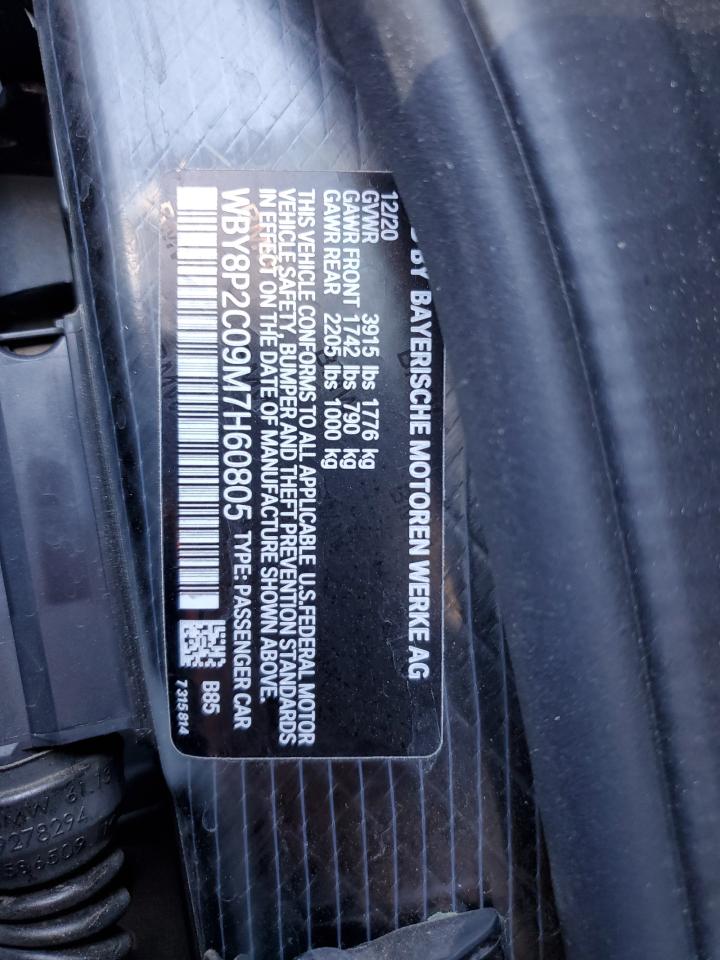 BY BAYERISCHE MOTOREN WERKE AG
12/20
GVWR 3915 lbs 1776 kg
GAWR FRONT 1742 lbs 790 kg
GAWR REAR 2205 lbs 1000 kg
THIS VEHICLE CONFORMS TO ALL APPLICABLE U.S.FEDERAL MOTOR
VEHICLE SAFETY, BUMPER AND THEFT PREVENTION STANDARDS
IN EFFECT ON THE DATE OF MANUFACTURE SHOWN ABOVE.
WBY8P2C09M7H60805 TYPE: PASSENGER CAR
B85
7315814
9278294